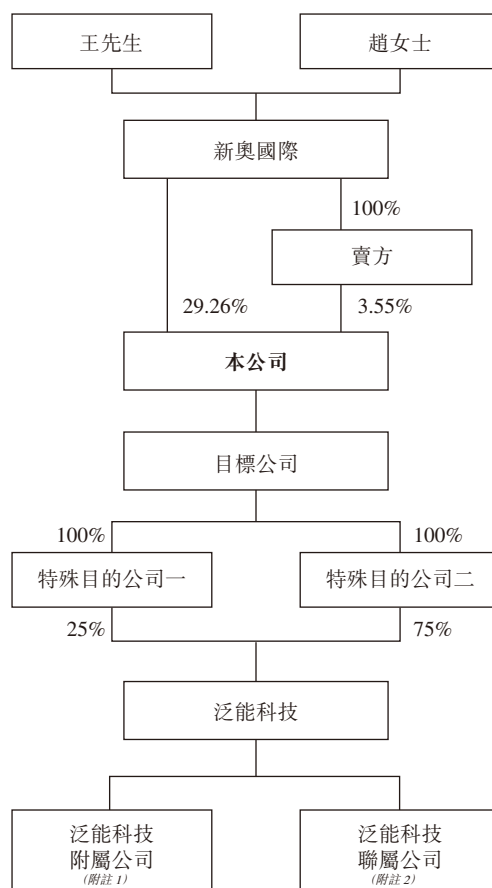 王先生
趙女士
新奧國際
100%
賣方
29.26%
3.55%
本公司
目標公司
100%
100%
特殊目的公司一
特殊目的公司二
25%
75%
泛能科技
泛能科技
附屬公司
(附註 1)
泛能科技
聯屬公司
(附註 2)